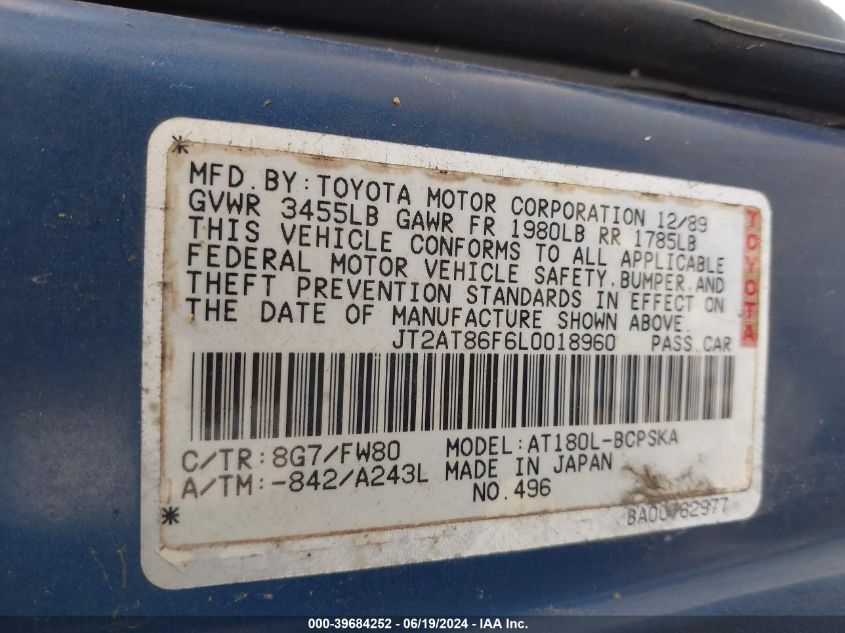 MFD. BY: TOYOTA MOTOR CORPORATION 12/89
GVWR 3455LB GAWR FR 1980LB RR 1785LB
THIS VEHICLE CONFORMS TO ALL APPLICABLE
FEDERAL MOTOR VEHICLE SAFETY, BUMPER, AND
THEFT PREVENTION STANDARDS IN EFFECT ON
THE DATE OF MANUFACTURE SHOWN ABOVE.
JT2AT86F6L0018960 PASS.CAR
TOYOTA
C/TR:8G7/FW80 MODEL:AT180L-BCPSKA
A/TM:-842/A243L MADE IN JAPAN
NO.496
BA00782977
000-39684252 - 06/19/2024 - IAA Inc.